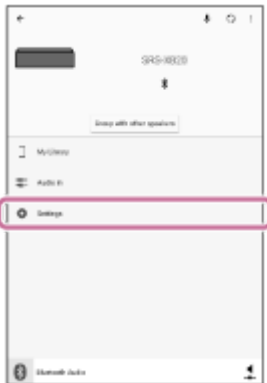 SRS-XB20
Group with other speakers
My Library
Audio in
Settings
Bluetooth Audio